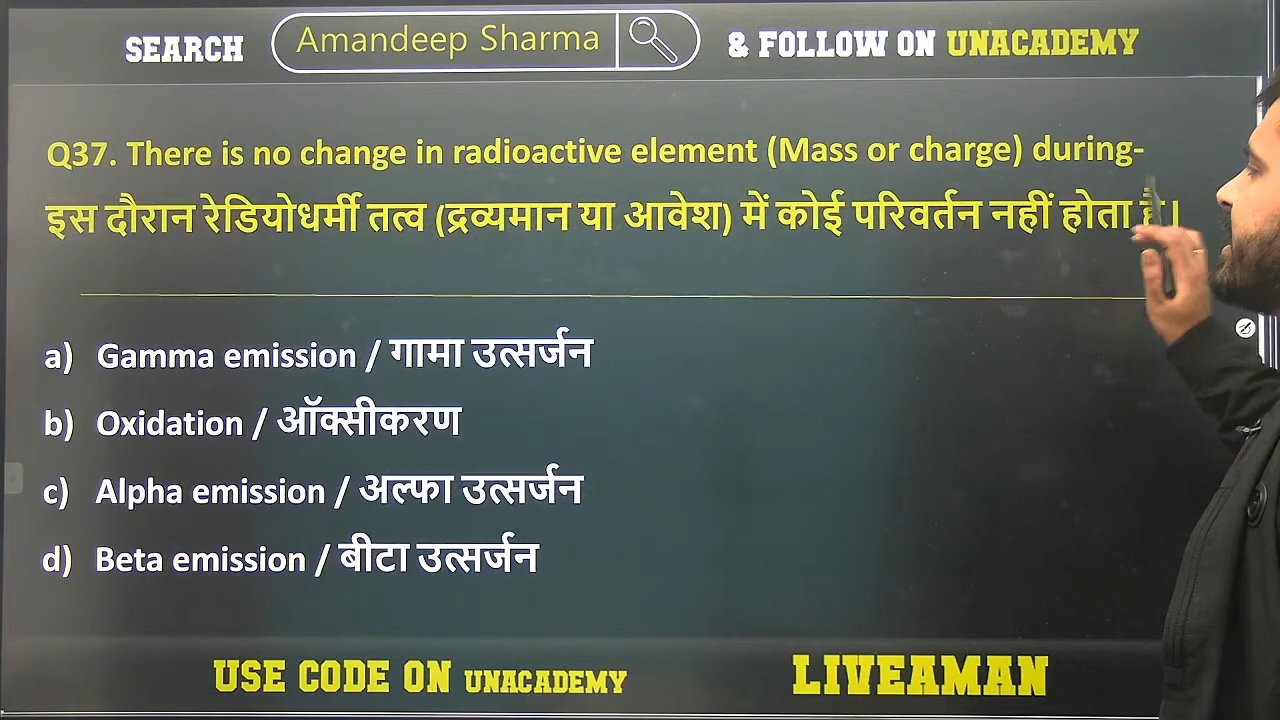 SEARCH Amandeep Sharma & FOLLOW ON UNACADEMY
Q37. There is no change in radioactive element (Mass or charge) during-
इस दौरान रेडियोधर्मी तत्व (द्रव्यमान या आवेश) में कोई परिवर्तन नहीं होता है।
a) Gamma emission / गामा उत्सर्जन
b) Oxidation / ऑक्सीकरण
c) Alpha emission / अल्फा उत्सर्जन
d) Beta emission / बीटा उत्सर्जन
USE CODE ON UNACADEMY LIVEAMAN